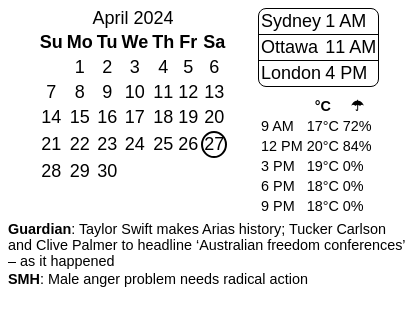 April 2024
Su Mo Tu We Th Fr Sa
1 2 3 4 5 6
7 8 9 10 11 12 13
14 15 16 17 18 19 20
21 22 23 24 25 26 27
28 29 30
Sydney 1 AM
Ottawa 11 AM
London 4 PM
°C ☂
9 AM 17°C 72%
12 PM 20°C 84%
3 PM 19°C 0%
6 PM 18°C 0%
9 PM 18°C 0%
Guardian: Taylor Swift makes Arias history; Tucker Carlson
and Clive Palmer to headline ‘Australian freedom conferences’
– as it happened
SMH: Male anger problem needs radical action